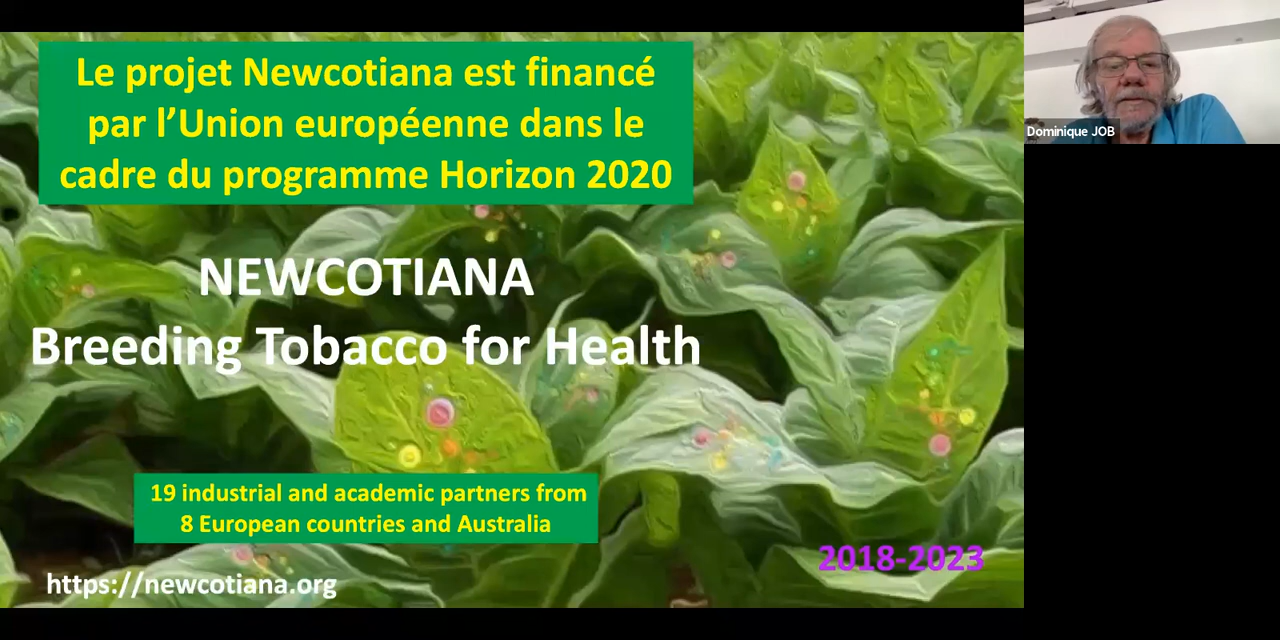 Le projet Newcotiana est financé
par l’Union européenne dans le
cadre du programme Horizon 2020
Dominique JOB
NEWCOTIANA
Breeding Tobacco for Health
19 industrial and academic partners from
8 European countries and Australia
2018-2023
https://newcotiana.org